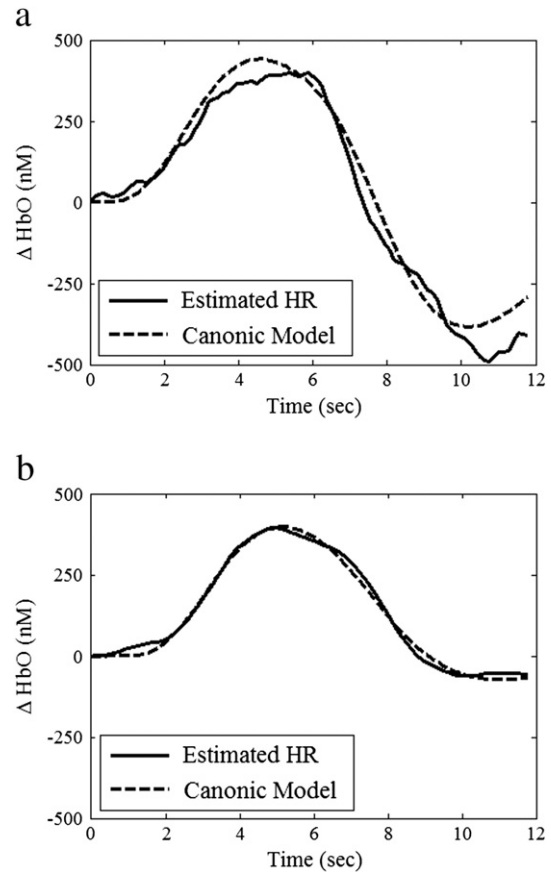 a
500
250
0
-250
-500
Δ HbO (nM)
Estimated HR
Canonic Model
0 2 4 6 8 10 12
Time (sec)
b
500
250
0
-250
-500
Δ HbO (nM)
Estimated HR
Canonic Model
0 2 4 6 8 10 12
Time (sec)